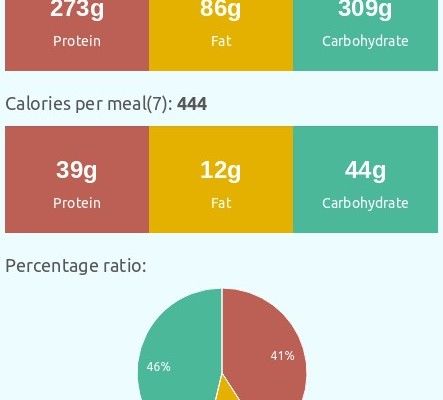 273g 86g 309g
Protein Fat Carbohydrate
Calories per meal(7): 444
39g 12g 44g
Protein Fat Carbohydrate
Percentage ratio:
46% 41%